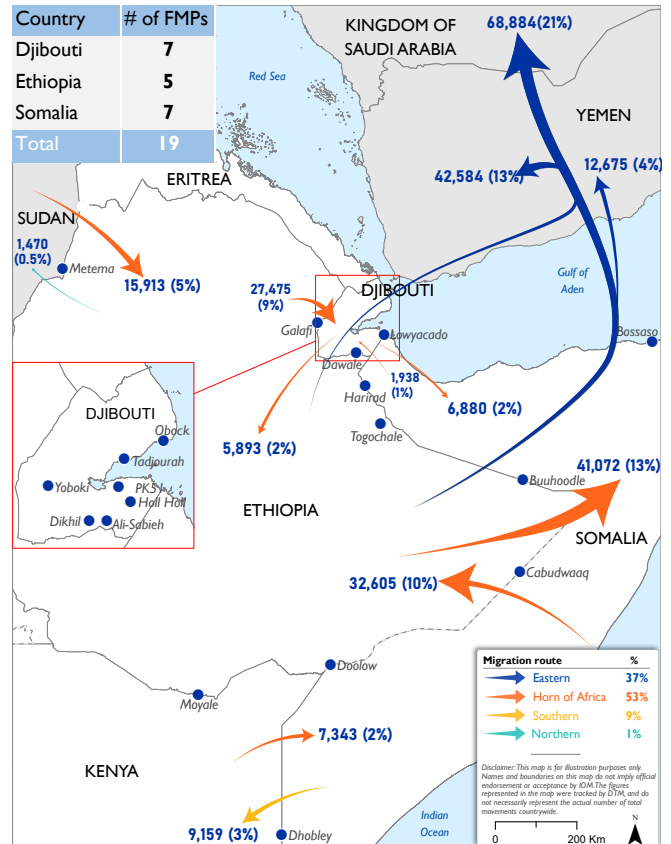 Country # of FMPs
Djibouti 7
Ethiopia 5
Somalia 7
Total 19
KINGDOM OF
SAUDI ARABIA
68,884(21%)
Red Sea
YEMEN
42,584 (13%)
12,675 (4%)
ERITREA
SUDAN
1,470
(0.5%)
Metema
15,913 (5%)
27,475
(9%)
DJIBOUTI
Gulf of
Aden
Galafi
Lowyacado
Bossaso
Dawale
1,938
(1%)
Harirad
6,880 (2%)
Togochale
5,893 (2%)
DJIBOUTI
Obock
Tadjourah
Yoboki
PK51
Holl Holl
Dikhil
Ali-Sabieh
41,072 (13%)
Buuhoodle
ETHIOPIA
SOMALIA
Cabudwaaq
32,605 (10%)
Doolow
Moyale
7,343 (2%)
KENYA
9,159 (3%)
Dhobley
Indian
Ocean
Migration route %
Eastern 37%
Horn of Africa 53%
Southern 9%
Northern 1%
Disclaimer: This map is for illustration purposes only.
Names and boundaries on this map do not imply official
endorsement or acceptance by IOM. The figures
represented in the map were tracked by DTM, and do
not necessarily represent the actual number of total
movements countrywide.
0 200 Km
N